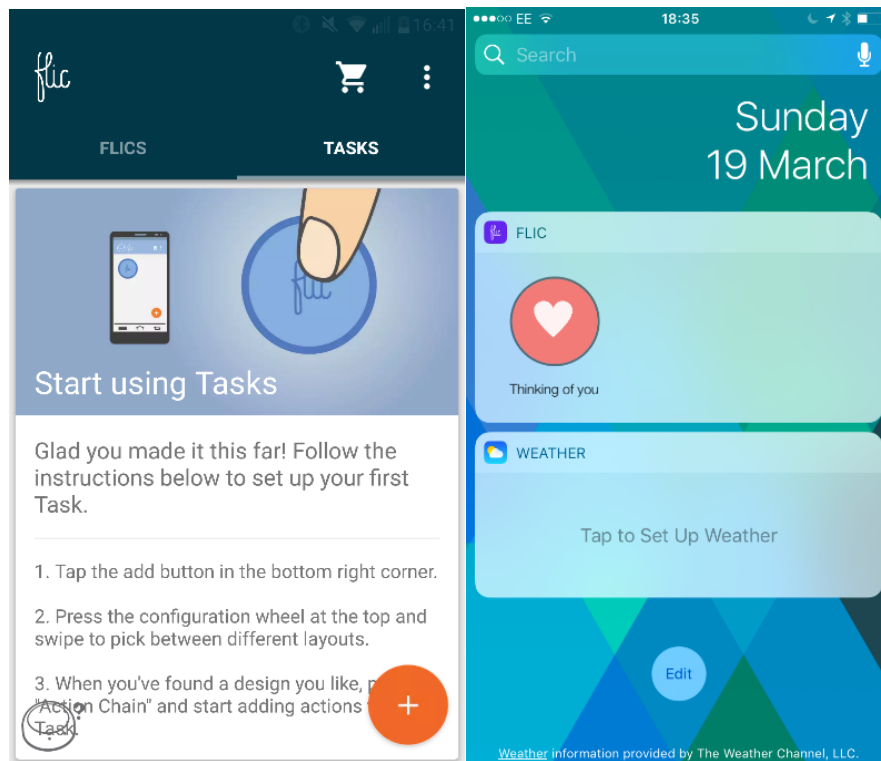 16:41
flic
FLICS
TASKS
flic
Start using Tasks
Glad you made it this far! Follow the
instructions below to set up your first
Task.
1. Tap the add button in the bottom right corner.
2. Press the configuration wheel at the top and
swipe to pick between different layouts.
3. When you've found a design you like,
"Action Chain" and start adding actions
Task.
EE
18:35
Search
Sunday
19 March
flic
FLIC
Thinking of you
WEATHER
Tap to Set Up Weather
Edit
Weather information provided by The Weather Channel, LLC.